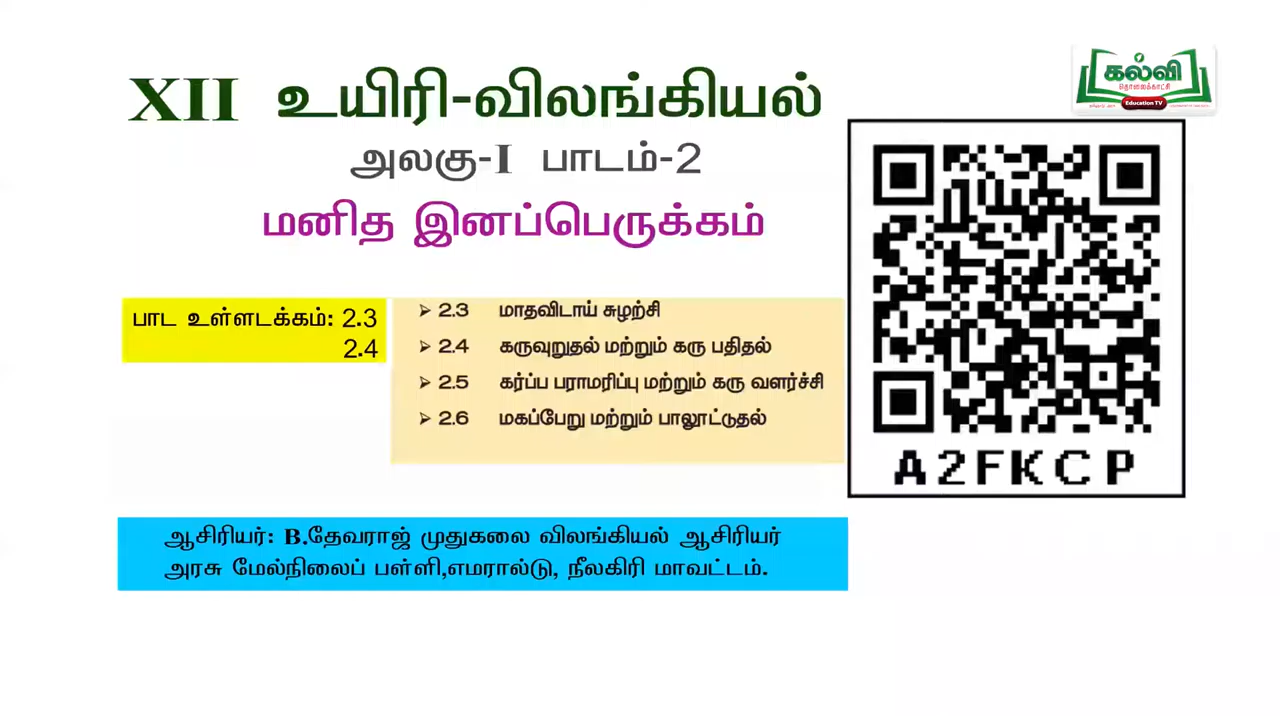 XII உயிரி-விலங்கியல்
அலகு-I பாடம்-2
மனித இனப்பெருக்கம்
கல்வி
தொலைக்காட்சி
Education TV
பாட உள்ளடக்கம்: 2.3
2.4
➢ 2.3 மாதவிடாய் சுழற்சி
➢ 2.4 கருவுறுதல் மற்றும் கரு பதிதல்
➢ 2.5 கர்ப்ப பராமரிப்பு மற்றும் கரு வளர்ச்சி
➢ 2.6 மகப்பேறு மற்றும் பாலூட்டுதல்
A2FKCP
ஆசிரியர்: B.தேவராஜ் முதுகலை விலங்கியல் ஆசிரியர்
அரசு மேல்நிலைப் பள்ளி,எமரால்டு, நீலகிரி மாவட்டம்.